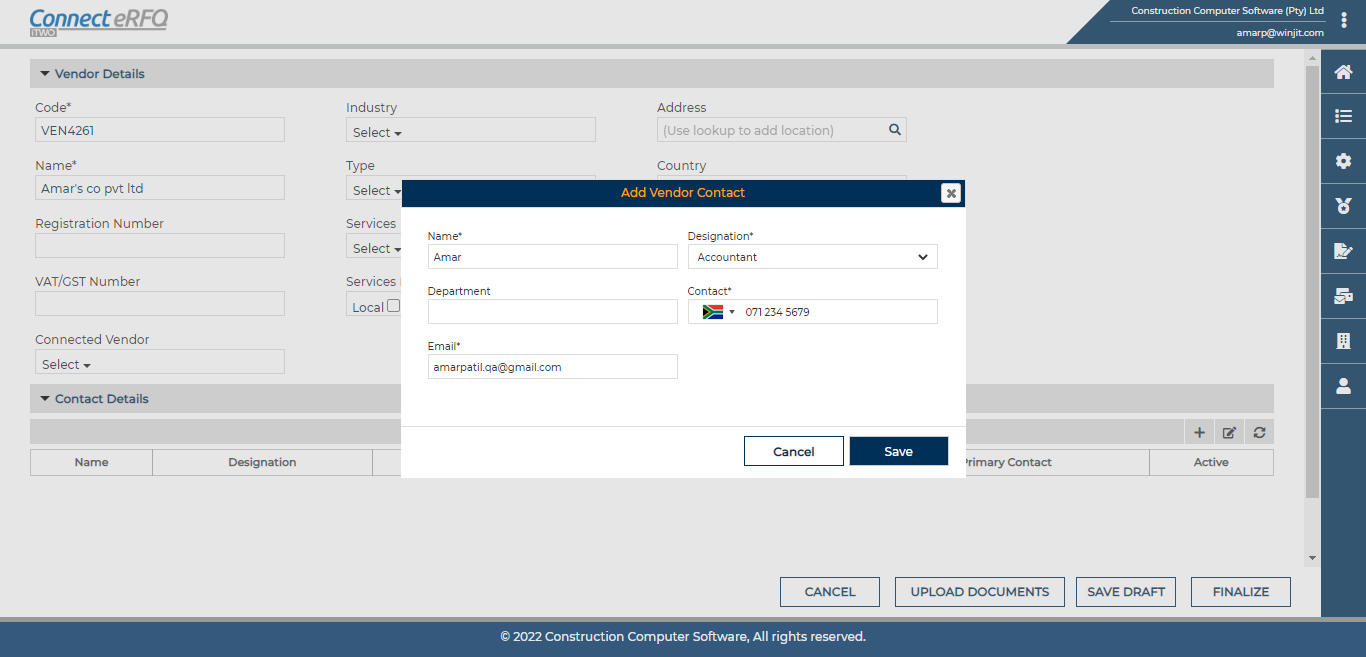 Connect eRFQ
iTWO
Construction Computer Software (Pty) Ltd
amarp@winjit.com
Vendor Details
Code*
VEN4261
Industry
Select
Address
(Use lookup to add location)
Name*
Amar's co pvt ltd
Type
Select
Country
Registration Number
Services
Select
VAT/GST Number
Services
Local
Connected Vendor
Select
Add Vendor Contact
Name*
Amar
Designation*
Accountant
Department
Contact*
071 234 5679
Email*
amarpatil.qa@gmail.com
Cancel
Save
Contact Details
Name
Designation
Primary Contact
Active
CANCEL
UPLOAD DOCUMENTS
SAVE DRAFT
FINALIZE
© 2022 Construction Computer Software, All rights reserved.